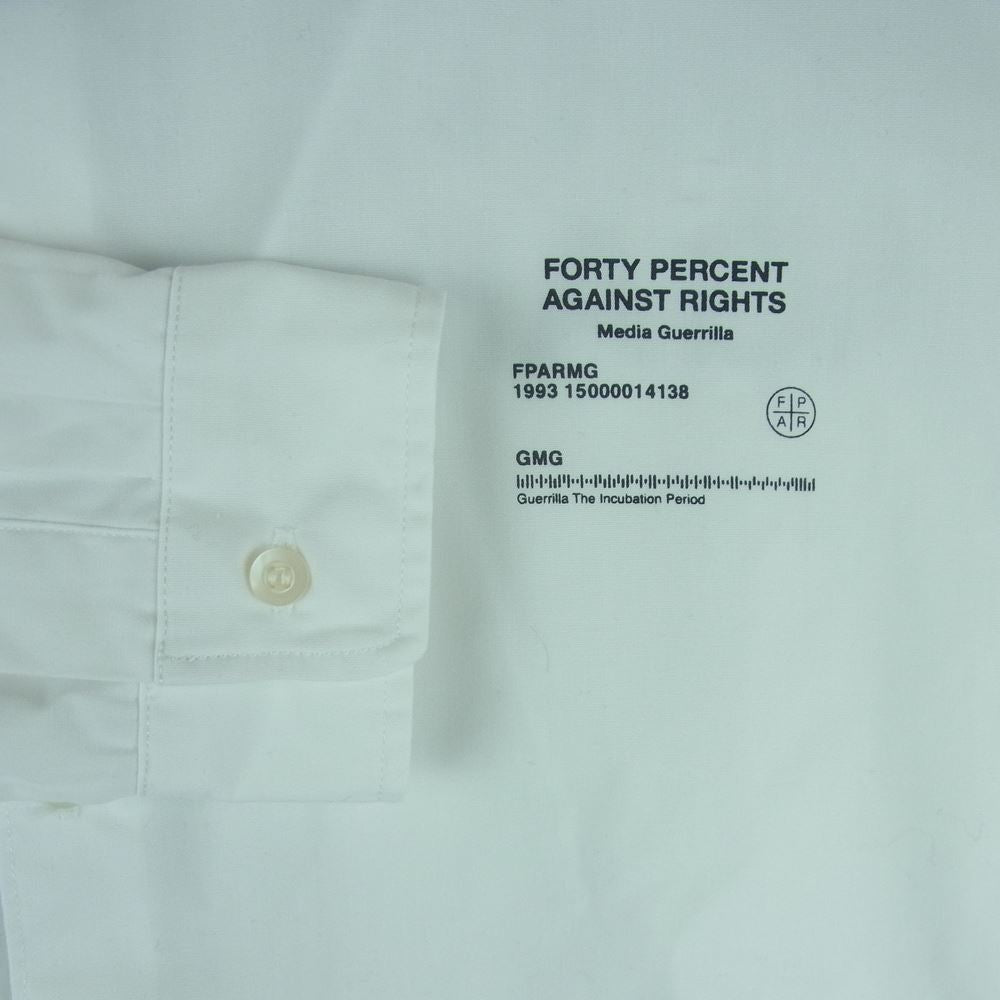 FORTY PERCENT
AGAINST RIGHTS
Media Guerrilla
FPARMG
1993 15000014138
F P
A R
GMG
Guerrilla The Incubation Period